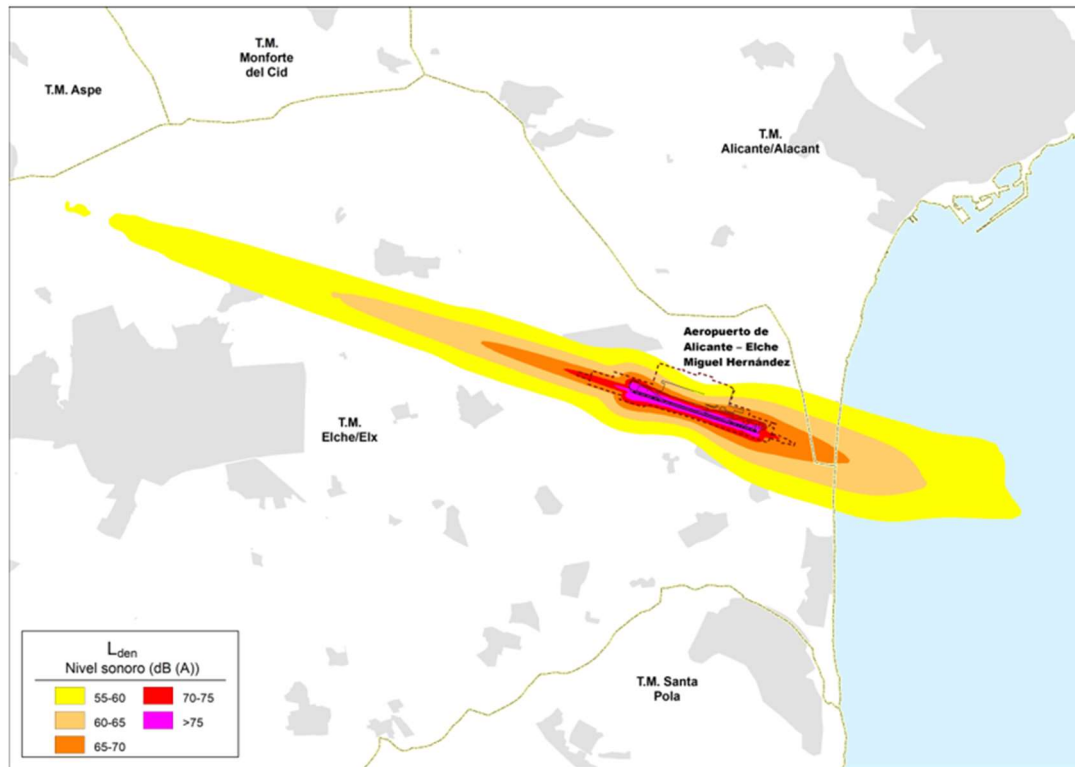 T.M.
Monforte
del Cid
T.M. Aspe
T.M.
Alicante/Alacant
Aeropuerto de
Alicante – Elche
Miguel Hernández
T.M.
Elche/Elx
T.M. Santa
Pola
Lden
Nivel sonoro (dB (A))
55-60
70-75
60-65
>75
65-70